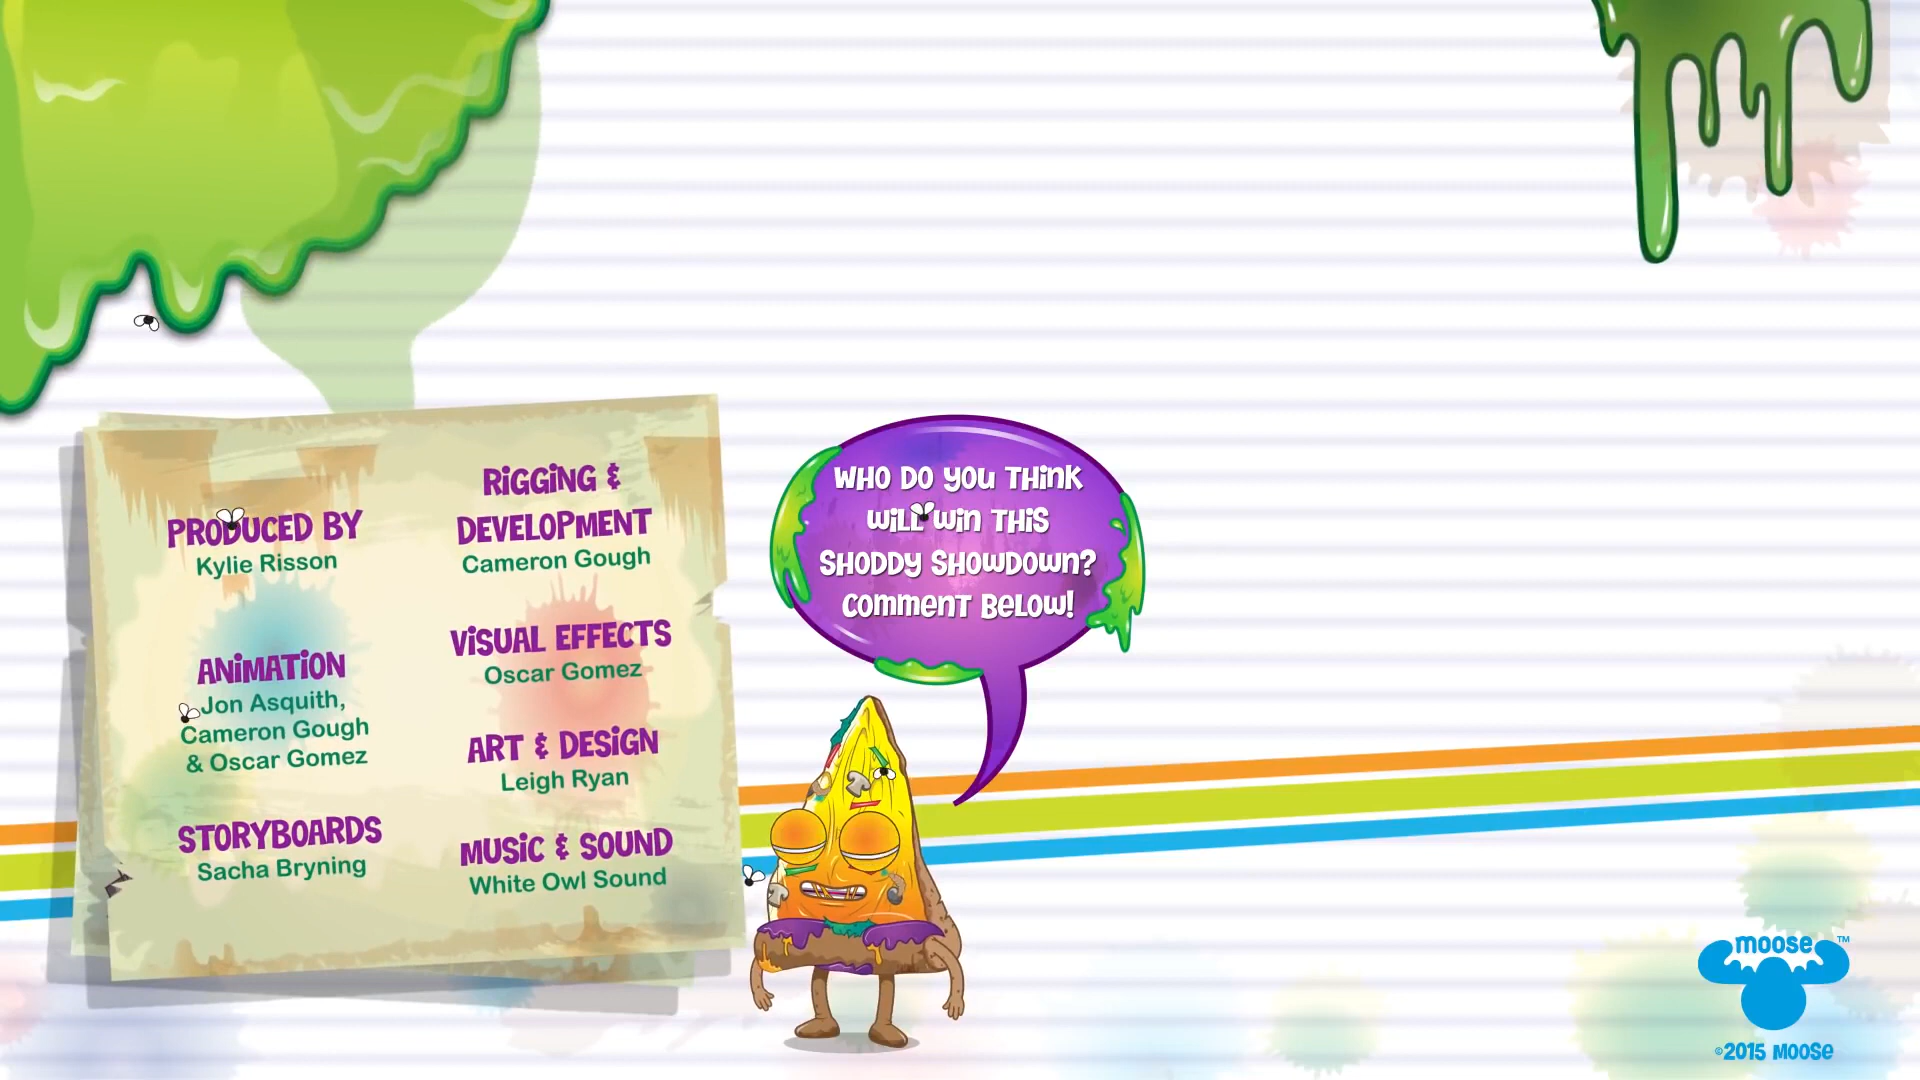 PRODUCED BY
Kylie Risson
ANIMATION
Jon Asquith,
Cameron Gough
& Oscar Gomez
STORYBOARDS
Sacha Bryning
RIGGING &
DEVELOPMENT
Cameron Gough
VISUAL EFFECTS
Oscar Gomez
ART & DESIGN
Leigh Ryan
MUSIC & SOUND
White Owl Sound
WHO DO YOU THINK
WILL WIN THIS
SHODDY SHOWDOWN?
COMMENT BELOW!
moose™
©2015 MOOSE